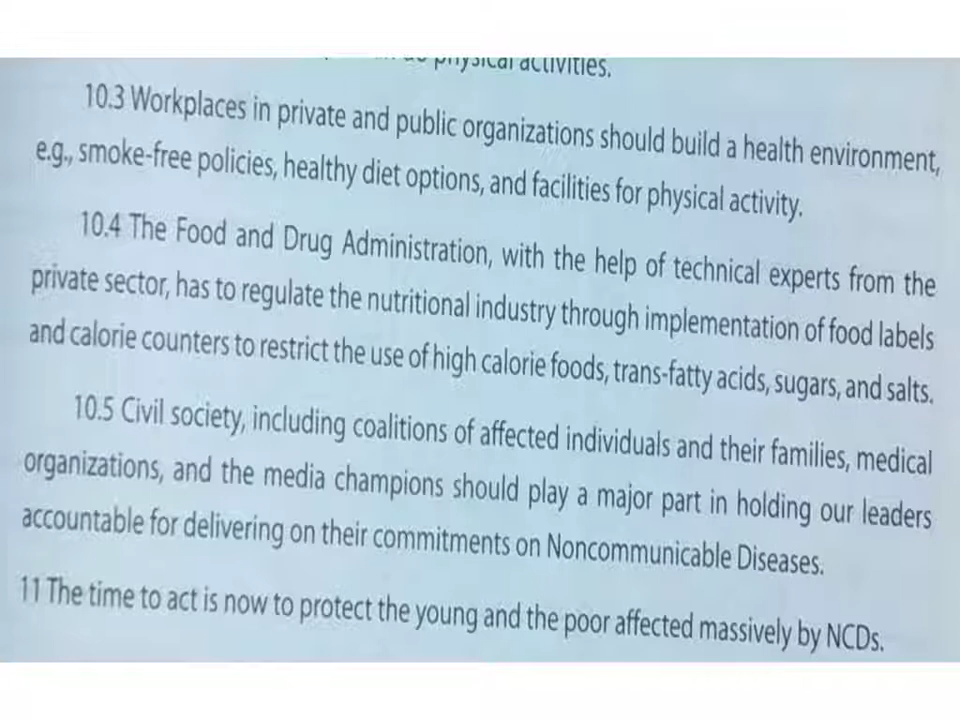 physical activities.
10.3 Workplaces in private and public organizations should build a health environment,
e.g., smoke-free policies, healthy diet options, and facilities for physical activity.
10.4 The Food and Drug Administration, with the help of technical experts from the
private sector, has to regulate the nutritional industry through implementation of food labels
and calorie counters to restrict the use of high calorie foods, trans-fatty acids, sugars, and salts.
10.5 Civil society, including coalitions of affected individuals and their families, medical
organizations, and the media champions should play a major part in holding our leaders
accountable for delivering on their commitments on Noncommunicable Diseases.
11 The time to act is now to protect the young and the poor affected massively by NCDs.